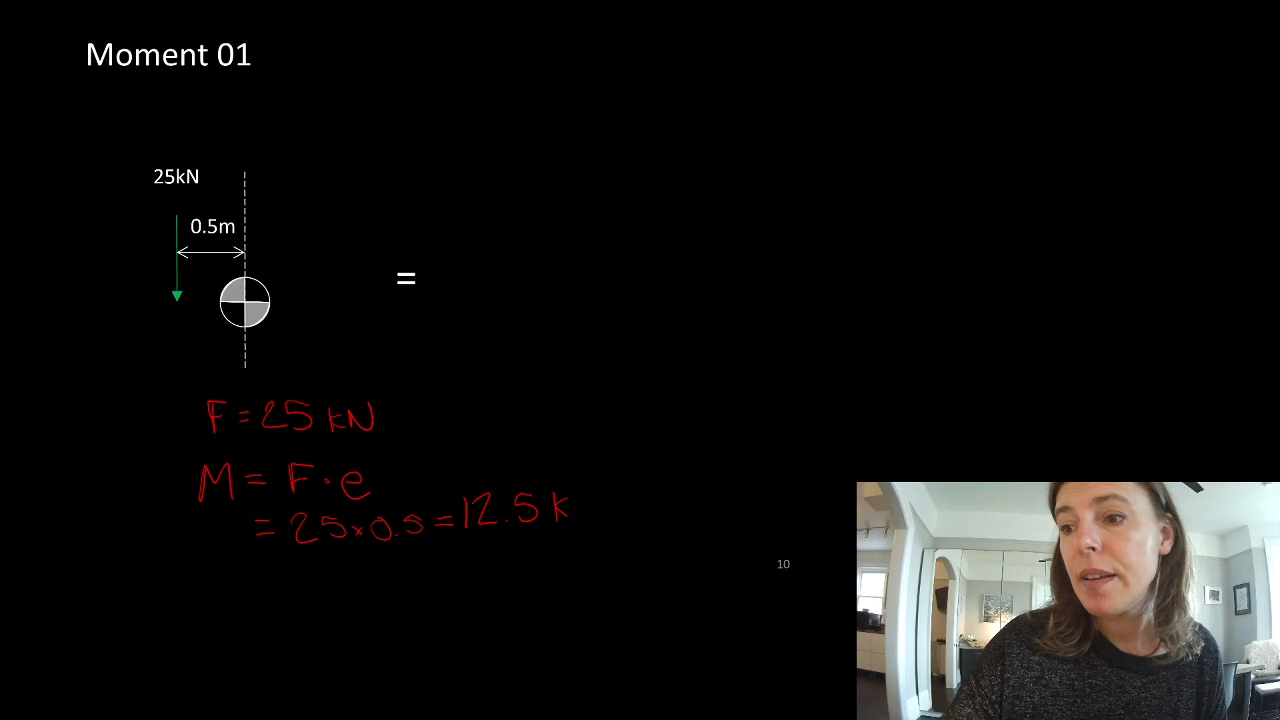 Moment 01
25kN
0.5m
=
F = 25 kN
M = F · e
= 25 × 0.5 = 12.5 k
10